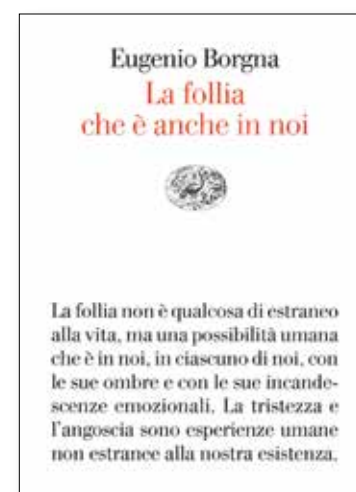 Eugenio Borgna
La follia
che è anche in noi
La follia non è qualcosa di estraneo
alla vita, ma una possibilità umana
che è in noi, in ciascuno di noi, con
le sue ombre e con le sue incande-
scenze emozionali. La tristezza e
l'angoscia sono esperienze umane
non estranee alla nostra esistenza.